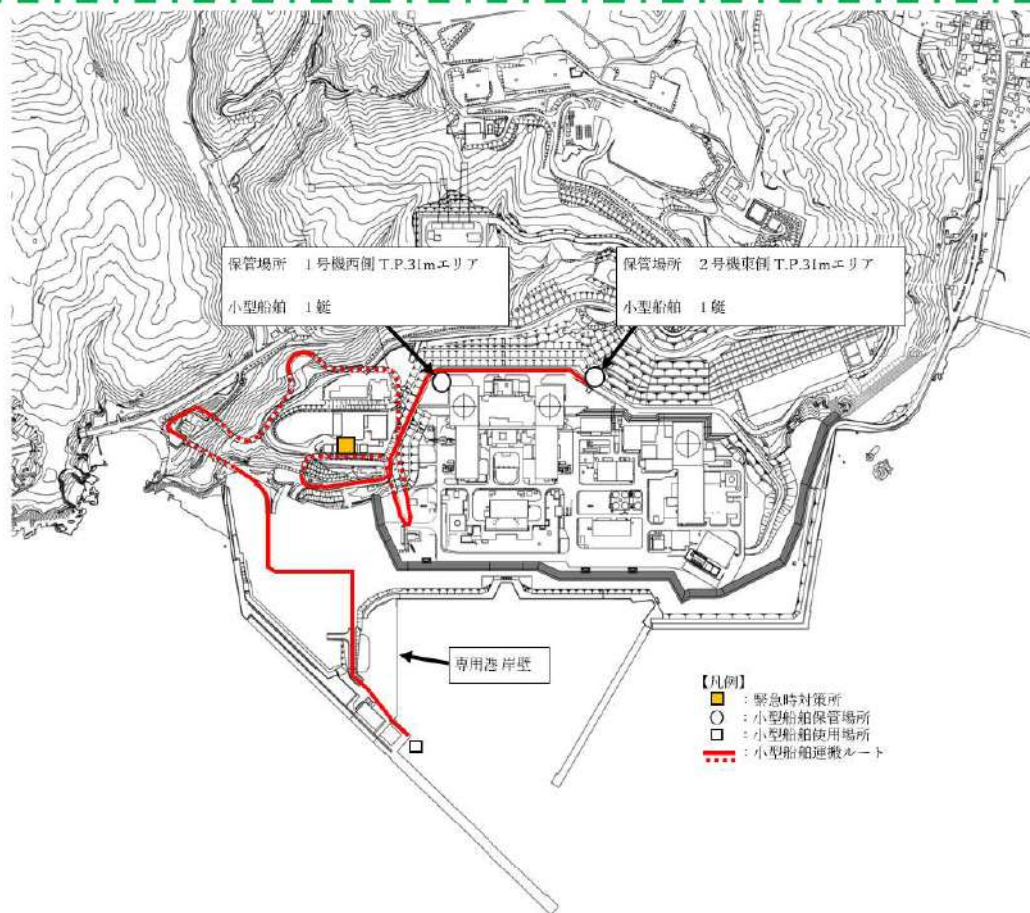 保管場所 1号機西側 T.P.31mエリア
小型船舶 1艇
保管場所 2号機東側 T.P.31mエリア
小型船舶 1艇
専用港岸壁
【凡例】
：緊急時対策所
：小型船舶保管場所
：小型船舶使用場所
：小型船舶運搬ルート